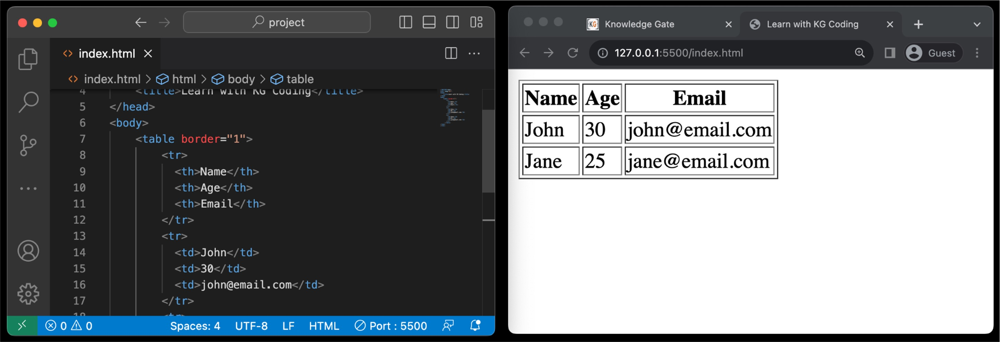 project
index.html
index.html > html > body > table
4 <title>Learn with KG Coding</title>
5 </head>
6 <body>
7 <table border="1">
8 <tr>
9 <th>Name</th>
10 <th>Age</th>
11 <th>Email</th>
12 </tr>
13 <tr>
14 <td>John</td>
15 <td>30</td>
16 <td>john@email.com</td>
17 </tr>
18 <tr>
0 0 Spaces: 4 UTF-8 LF HTML Port : 5500
KG Knowledge Gate Learn with KG Coding
127.0.0.1:5500/index.html Guest
Name Age Email
John 30 john@email.com
Jane 25 jane@email.com